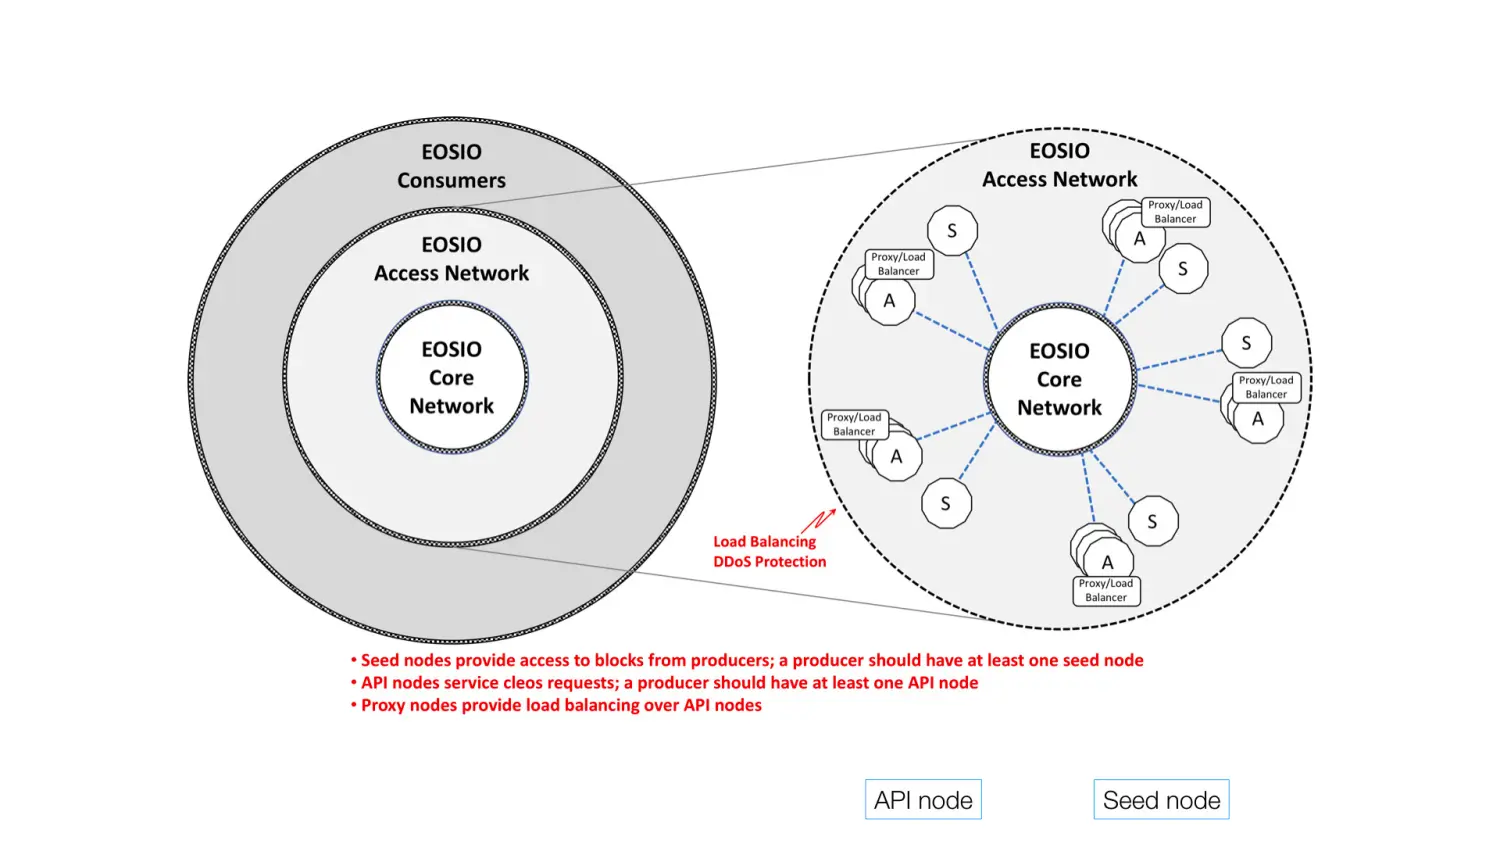 EOSIO
Consumers
EOSIO
Access Network
EOSIO
Core
Network
EOSIO
Access Network
S
Proxy/Load
Balancer
A
Proxy/Load
Balancer
A
S
S
Proxy/Load
Balancer
A
EOSIO
Core
Network
Proxy/Load
Balancer
A
S
S
A
Proxy/Load
Balancer
Load Balancing
DDoS Protection
• Seed nodes provide access to blocks from producers; a producer should have at least one seed node
• API nodes service cleos requests; a producer should have at least one API node
• Proxy nodes provide load balancing over API nodes
API node
Seed node